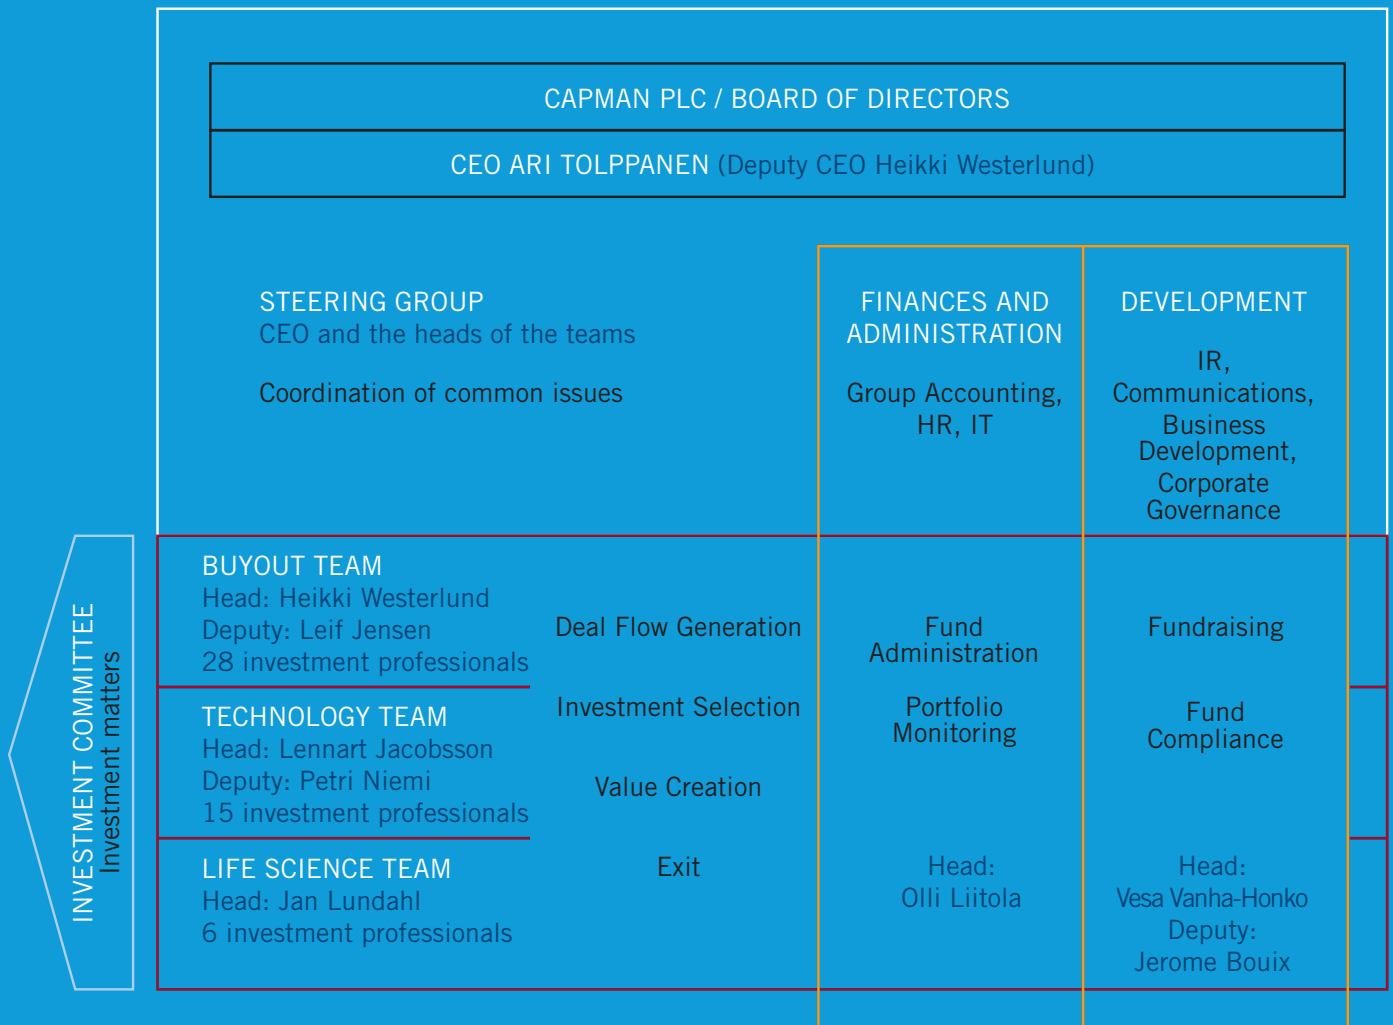 CAPMAN PLC / BOARD OF DIRECTORS
CEO ARI TOLPPANEN (Deputy CEO Heikki Westerlund)
STEERING GROUP
CEO and the heads of the teams
Coordination of common issues
FINANCES AND
ADMINISTRATION
Group Accounting,
HR, IT
DEVELOPMENT
IR,
Communications,
Business
Development,
Corporate
Governance
INVESTMENT COMMITTEE
Investment matters
BUYOUT TEAM
Head: Heikki Westerlund
Deputy: Leif Jensen
28 investment professionals
TECHNOLOGY TEAM
Head: Lennart Jacobsson
Deputy: Petri Niemi
15 investment professionals
LIFE SCIENCE TEAM
Head: Jan Lundahl
6 investment professionals
Deal Flow Generation
Investment Selection
Value Creation
Exit
Fund
Administration
Portfolio
Monitoring
Head:
Olli Liitola
Fundraising
Fund
Compliance
Head:
Vesa Vanha-Honko
Deputy:
Jerome Bouix